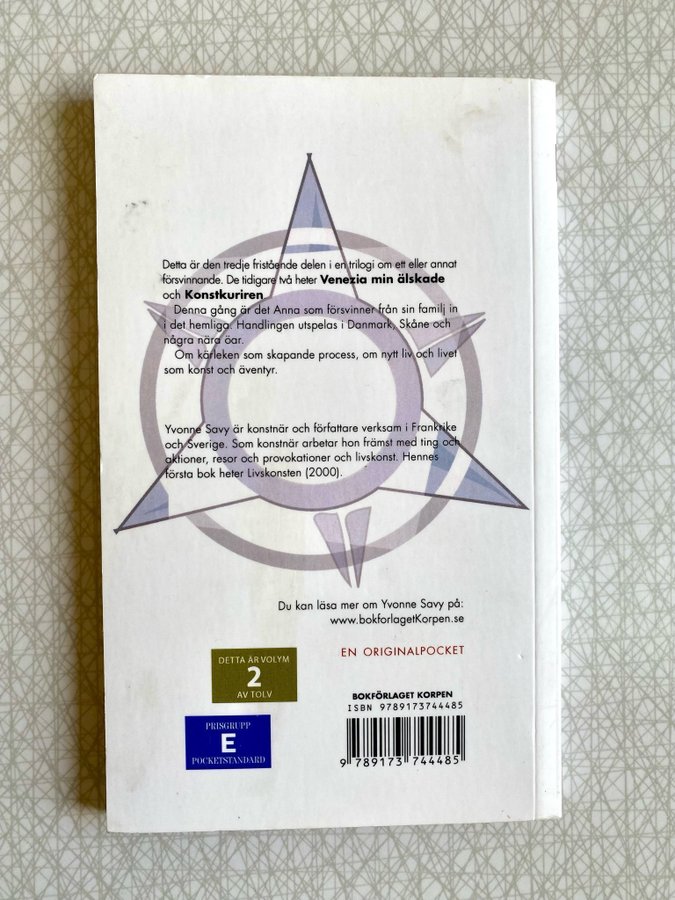 Detta är den tredje fristående delen i en trilogi om ett eller annat
försvinnande. De tidigare två heter Venezia min älskade
och Konstkuriren.
Denna gång är det Anna som försvinner från sin familj in
i det hemliga. Handlingen utspelas i Danmark, Skåne och
några nära öar.
Om kärleken som skapande process, om nytt liv och livet
som konst och äventyr.
Yvonne Savy är konstnär och författare verksam i Frankrike
och Sverige. Som konstnär arbetar hon främst med ting och
aktioner, resor och provokationer och livskonst. Hennes
första bok heter Livskonsten (2000).
Du kan läsa mer om Yvonne Savy på:
www.bokforlagetKorpen.se
EN ORIGINALPOCKET
DETTA ÄR VOLYM
2
AV TOLV
PRISGRUPP
E
POCKETSTANDARD
BOKFÖRLAGET KORPEN
ISBN 9789173744485
9 789173 744485